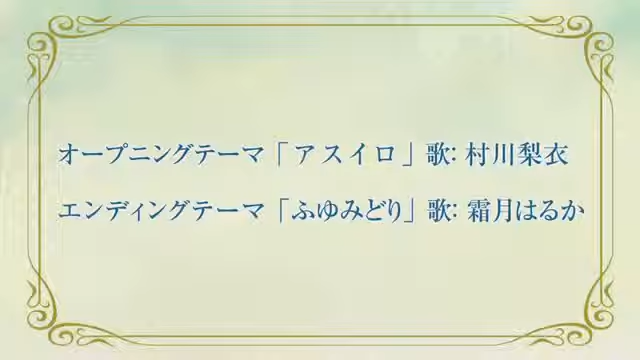 オープニングテーマ「アスイロ」歌: 村川梨衣
エンディングテーマ「ふゆみどり」歌: 霜月はるか